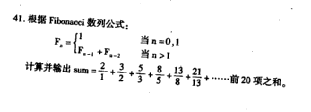 41. 根据 Fibonacci 数列公式:
F_n = { 1 当 n = 0, 1
F_{n-1} + F_{n-2} 当 n > 1
计算并输出 sum = 2/1 + 3/2 + 5/3 + 8/5 + 13/8 + 21/13 + ……前 20 项之和。